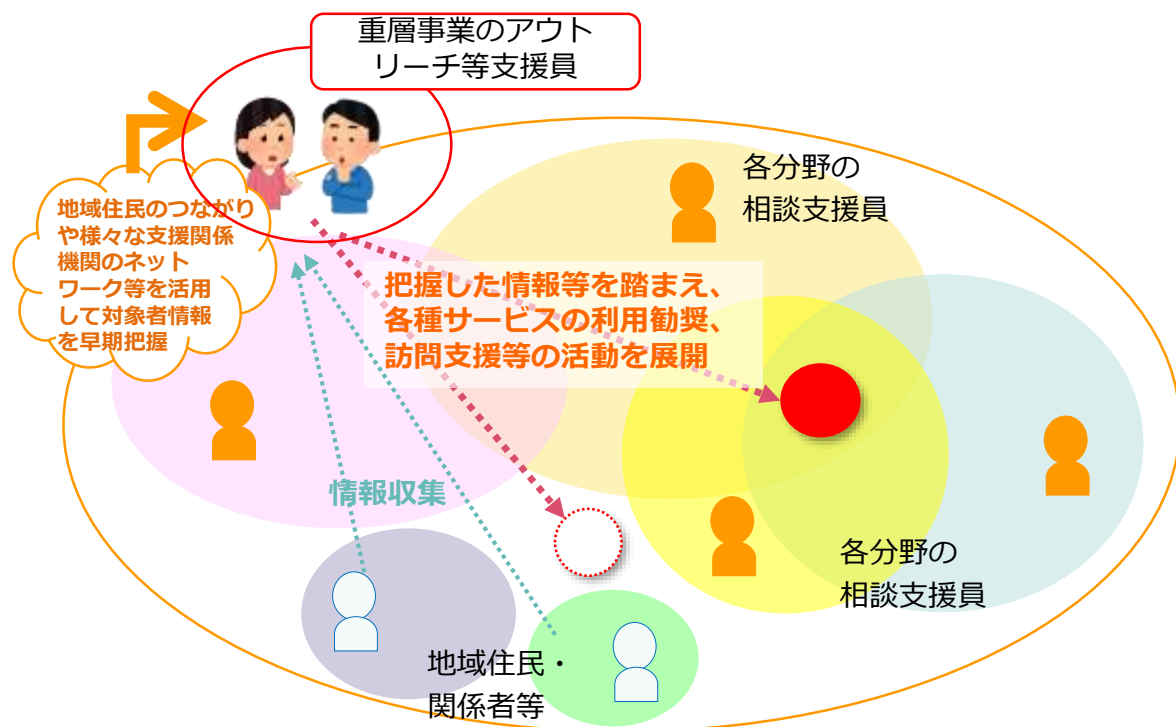 重層事業のアウト
リーチ等支援員
地域住民のつながり
や様々な支援関係
機関のネット
ワーク等を活用
して対象者情報
を早期把握
各分野の
相談支援員
把握した情報等を踏まえ、
各種サービスの利用勧奨、
訪問支援等の活動を展開
情報収集
各分野の
相談支援員
地域住民・
関係者等